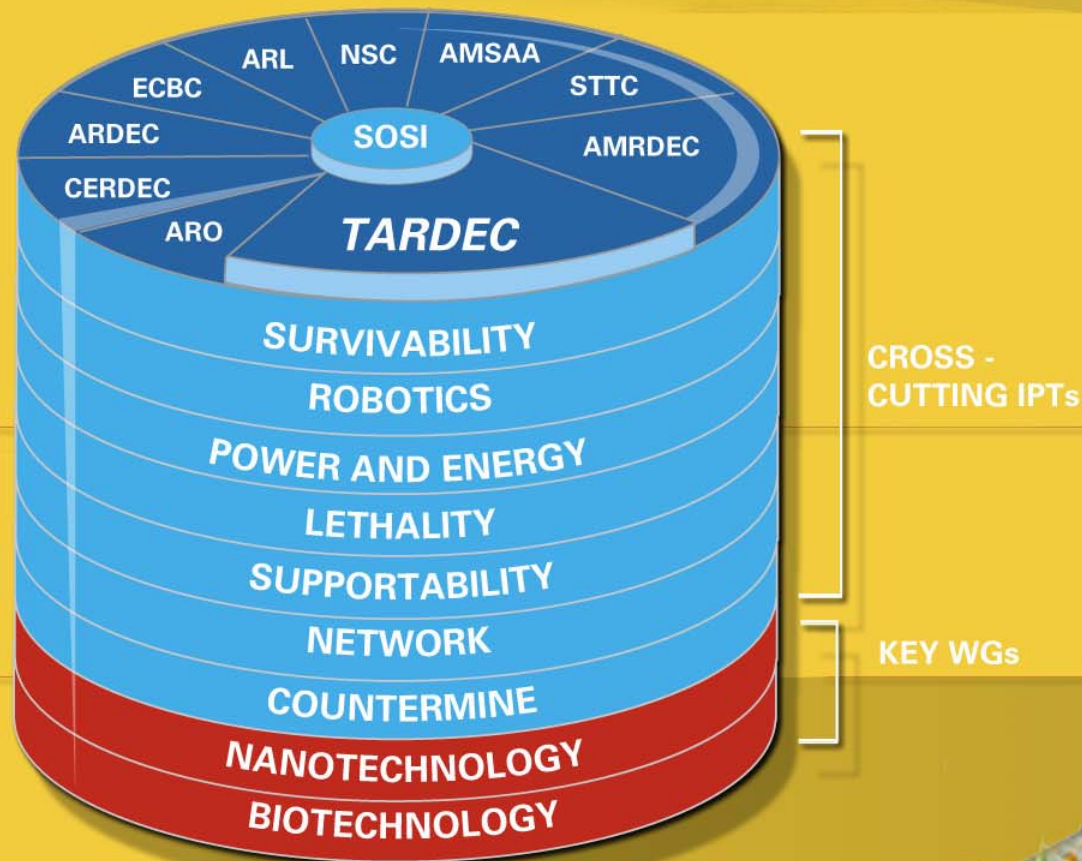 ARL
NSC
AMSAA
ECBC
STTC
ARDEC
SOSI
AMRDEC
CERDEC
ARO
TARDEC
SURVIVABILITY
ROBOTICS
POWER AND ENERGY
LETHALITY
SUPPORTABILITY
NETWORK
COUNTERMINE
NANOTECHNOLOGY
BIOTECHNOLOGY
CROSS -
CUTTING IPTs
KEY WGs